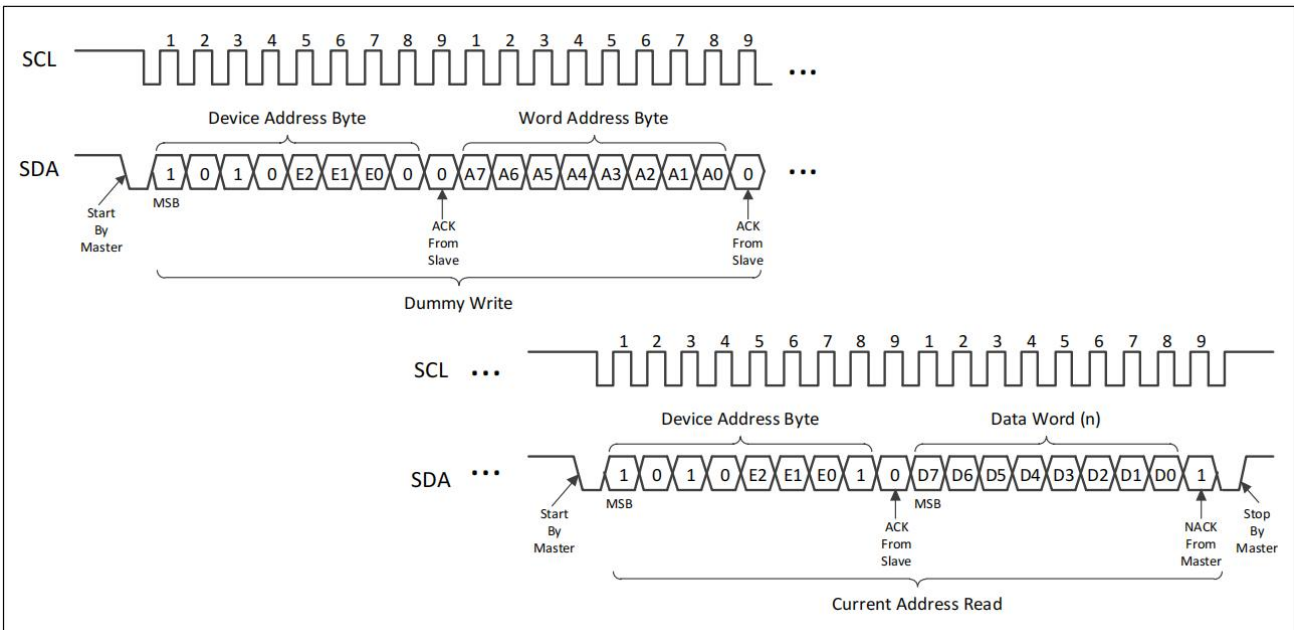 1 2 3 4 5 6 7 8 9 1 2 3 4 5 6 7 8 9
SCL ...
Device Address Byte Word Address Byte
SDA 1 0 1 0 E2 E1 E0 0 0 A7 A6 A5 A4 A3 A2 A1 A0 0 ...
MSB
Start
By
Master
ACK
From
Slave
ACK
From
Slave
Dummy Write
1 2 3 4 5 6 7 8 9 1 2 3 4 5 6 7 8 9
SCL ...
Device Address Byte Data Word (n)
SDA ... 1 0 1 0 E2 E1 E0 1 0 D7 D6 D5 D4 D3 D2 D1 D0 1
MSB MSB
Start
By
Master
ACK
From
Slave
NACK
From
Master
Stop
By
Master
Current Address Read